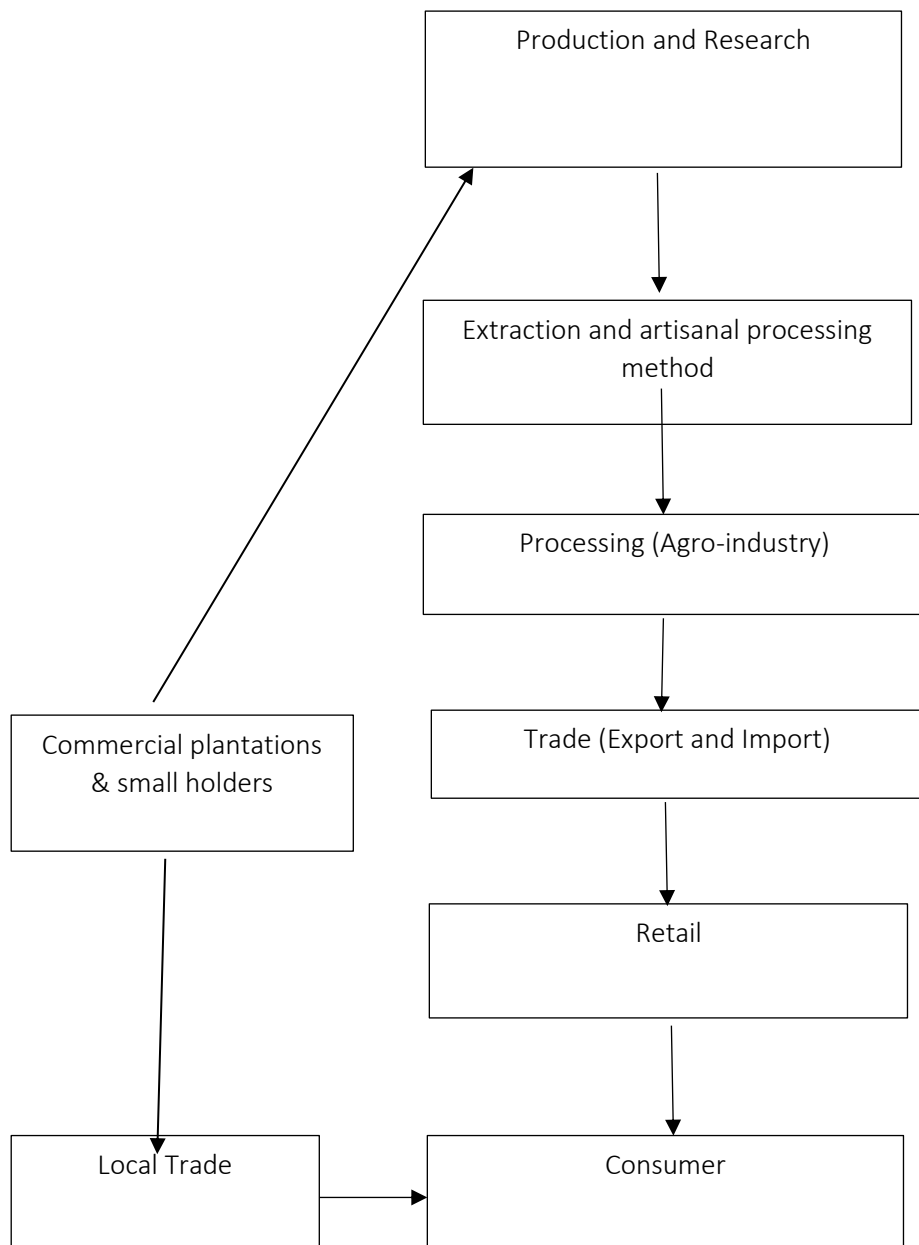 Production and Research
Extraction and artisanal processing
method
Processing (Agro-industry)
Commercial plantations
& small holders
Trade (Export and Import)
Retail
Local Trade
Consumer